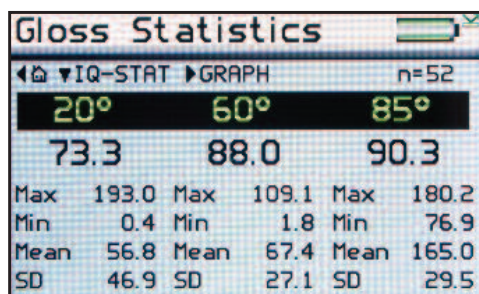 Gloss Statistics
IQ-STAT GRAPH n=52
20° 60° 85°
73.3 88.0 90.3
Max 193.0 Max 109.1 Max 180.2
Min 0.4 Min 1.8 Min 76.9
Mean 56.8 Mean 67.4 Mean 165.0
SD 46.9 SD 27.1 SD 29.5